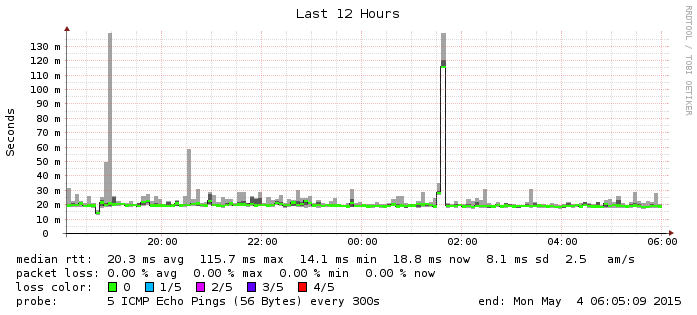 Last 12 Hours
RRDTOOL / TOBI OETIKER
Seconds
130 m
120 m
110 m
100 m
90 m
80 m
70 m
60 m
50 m
40 m
30 m
20 m
10 m
0
20:00 22:00 00:00 02:00 04:00 06:00
median rtt: 20.3 ms avg 115.7 ms max 14.1 ms min 18.8 ms now 8.1 ms sd 2.5 am/s
packet loss: 0.00 % avg 0.00 % max 0.00 % min 0.00 % now
loss color: 0 1/5 2/5 3/5 4/5
probe: 5 ICMP Echo Pings (56 Bytes) every 300s end: Mon May 4 06:05:09 2015